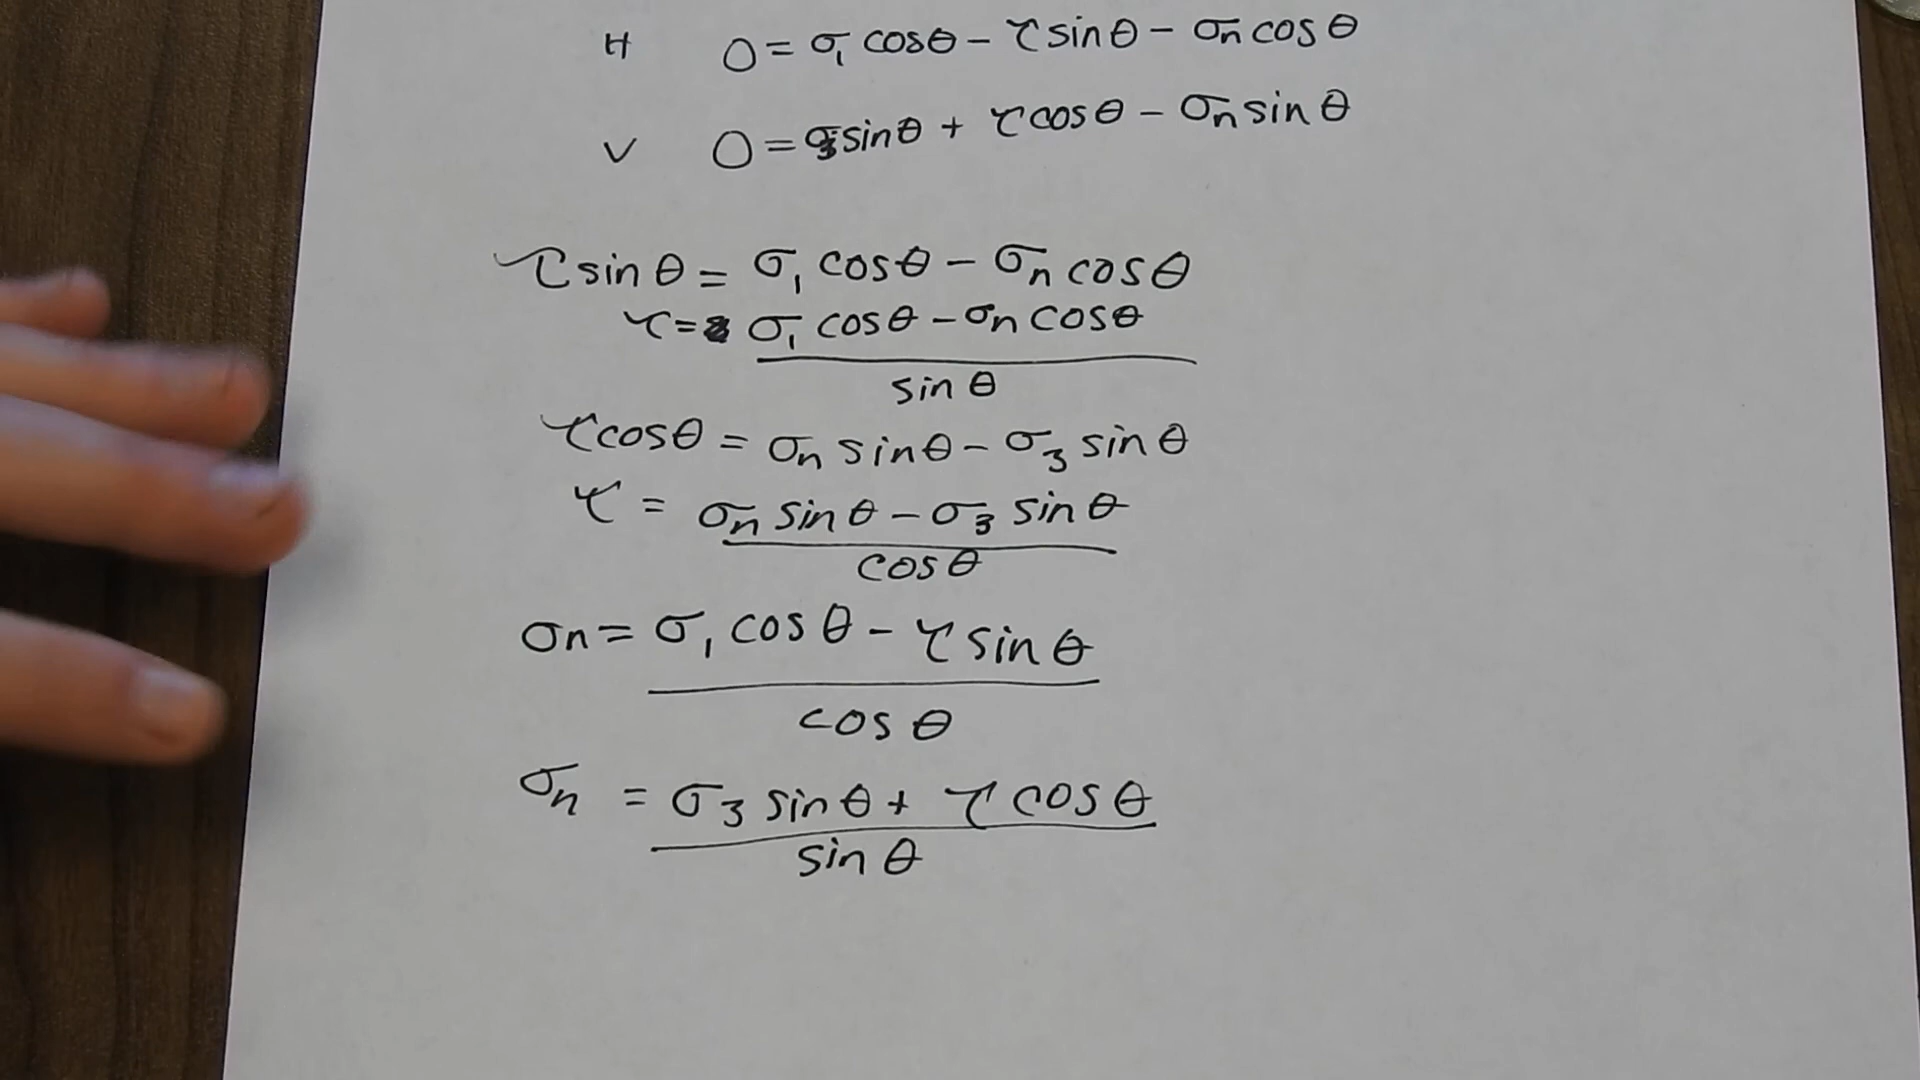 H 0 = σ₁ cosθ - τ sinθ - σn cosθ
V 0 = σ₃ sinθ + τ cosθ - σn sinθ
τ sinθ = σ₁ cosθ - σn cosθ
τ = σ₁ cosθ - σn cosθ
sinθ
τ cosθ = σn sinθ - σ₃ sinθ
τ = σn sinθ - σ₃ sinθ
cosθ
σn = σ₁ cosθ - τ sinθ
cosθ
σn = σ₃ sinθ + τ cosθ
sinθ